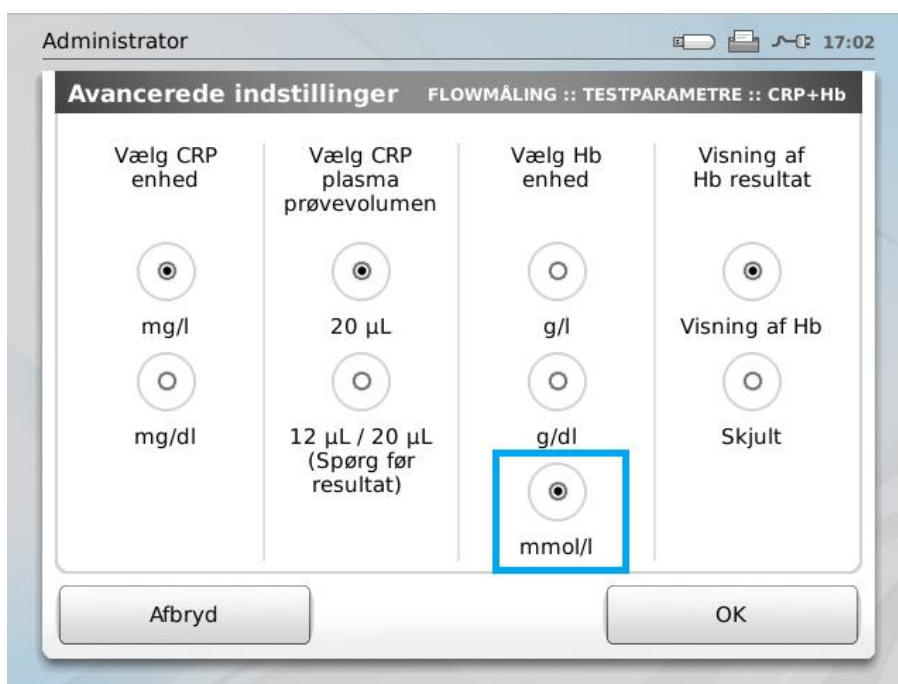 Administrator
17:02
Avancerede indstillinger FLOWMÅLING :: TESTPARAMETRE :: CRP+Hb
Vælg CRP
enhed
mg/l
mg/dl
Vælg CRP
plasma
prøvevolumen
20 µL
12 µL / 20 µL
(Spørg før
resultat)
Vælg Hb
enhed
g/l
g/dl
mmol/l
Visning af
Hb resultat
Visning af Hb
Skjult
Afbryd
OK